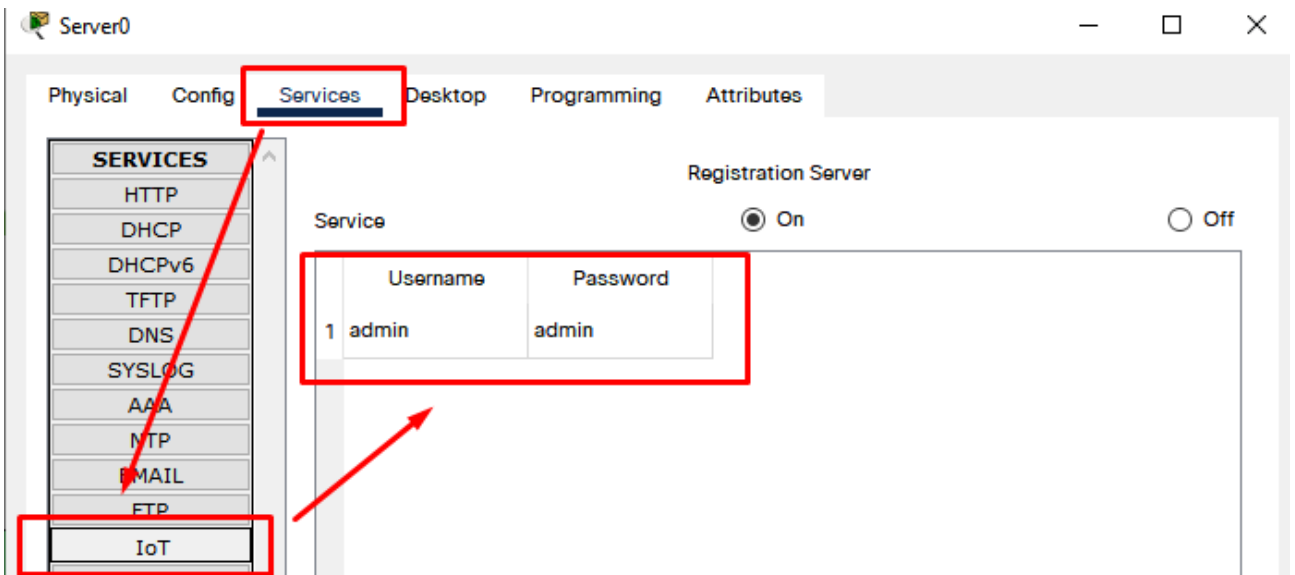 Server0
Physical Config Services Desktop Programming Attributes
SERVICES
HTTP
DHCP
DHCPv6
TFTP
DNS
SYSLOG
AAA
NTP
EMAIL
FTP
IoT
Registration Server
Service On Off
Username Password
1 admin admin